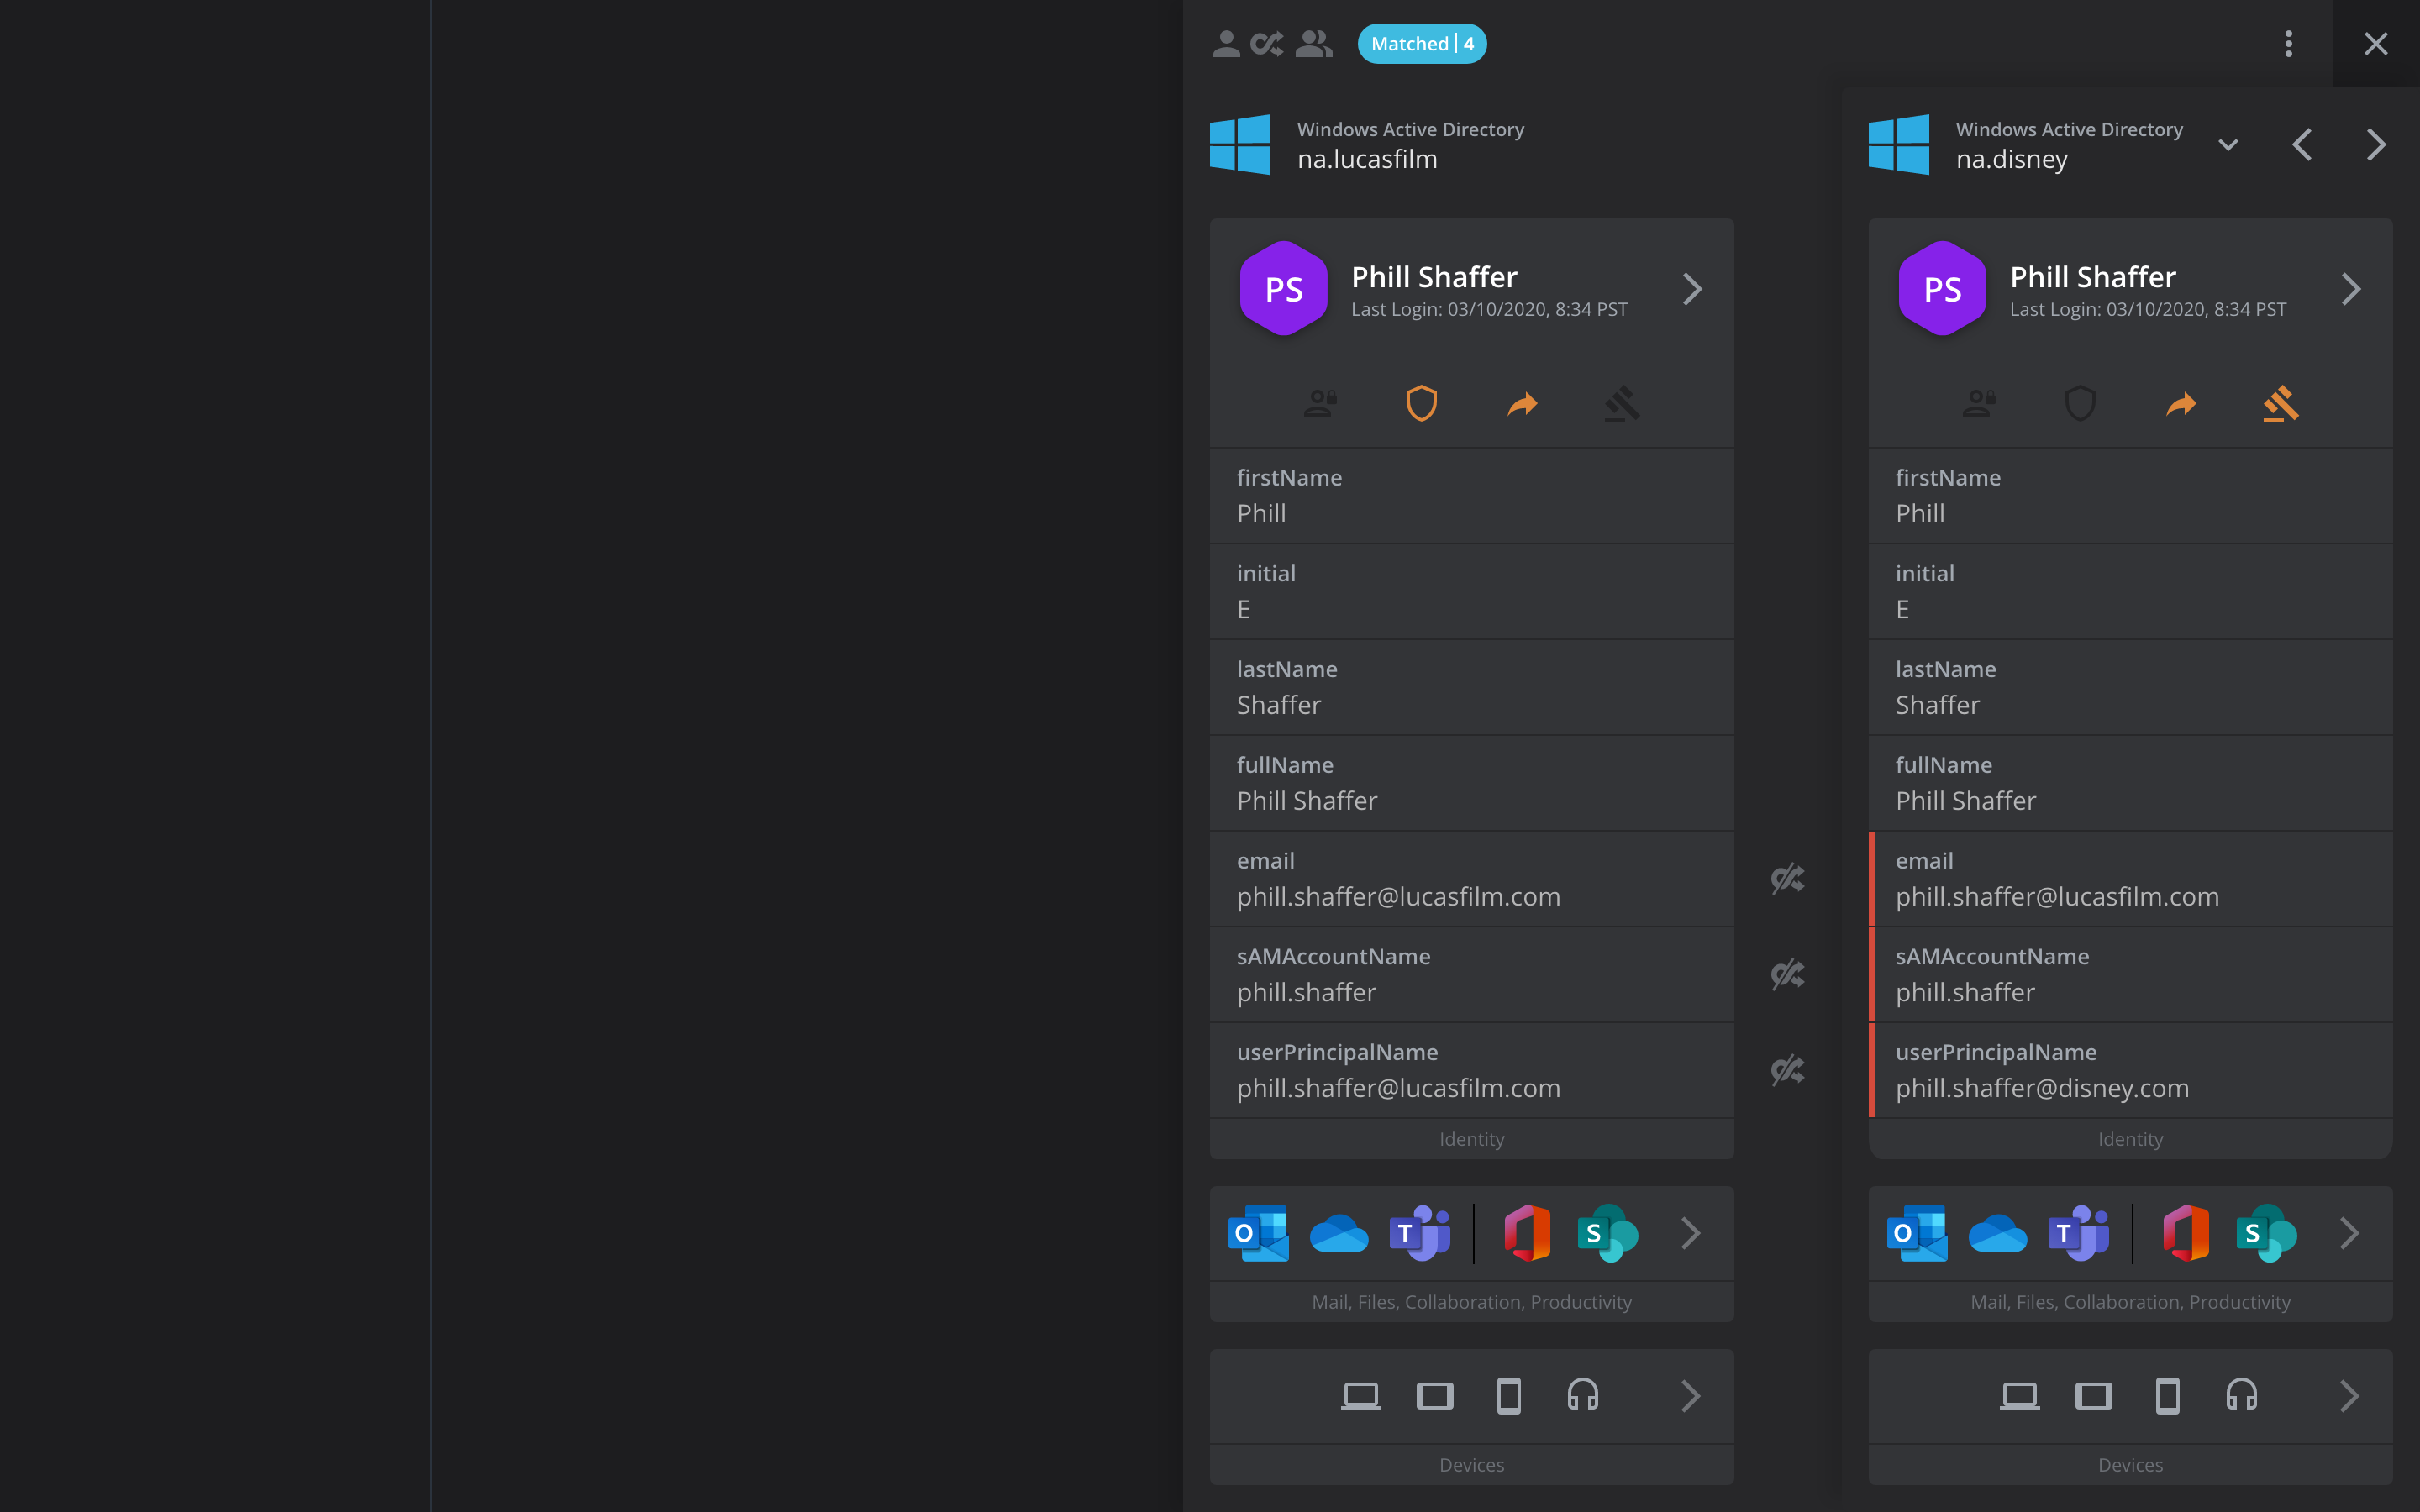 Matched | 4
Windows Active Directory
na.lucasfilm
PS
Phill Shaffer
Last Login: 03/10/2020, 8:34 PST
firstName
Phill
initial
E
lastName
Shaffer
fullName
Phill Shaffer
email
phill.shaffer@lucasfilm.com
sAMAccountName
phill.shaffer
userPrincipalName
phill.shaffer@lucasfilm.com
Identity
O
T
S
Mail, Files, Collaboration, Productivity
Devices
Windows Active Directory
na.disney
PS
Phill Shaffer
Last Login: 03/10/2020, 8:34 PST
firstName
Phill
initial
E
lastName
Shaffer
fullName
Phill Shaffer
email
phill.shaffer@lucasfilm.com
sAMAccountName
phill.shaffer
userPrincipalName
phill.shaffer@disney.com
Identity
O
T
S
Mail, Files, Collaboration, Productivity
Devices